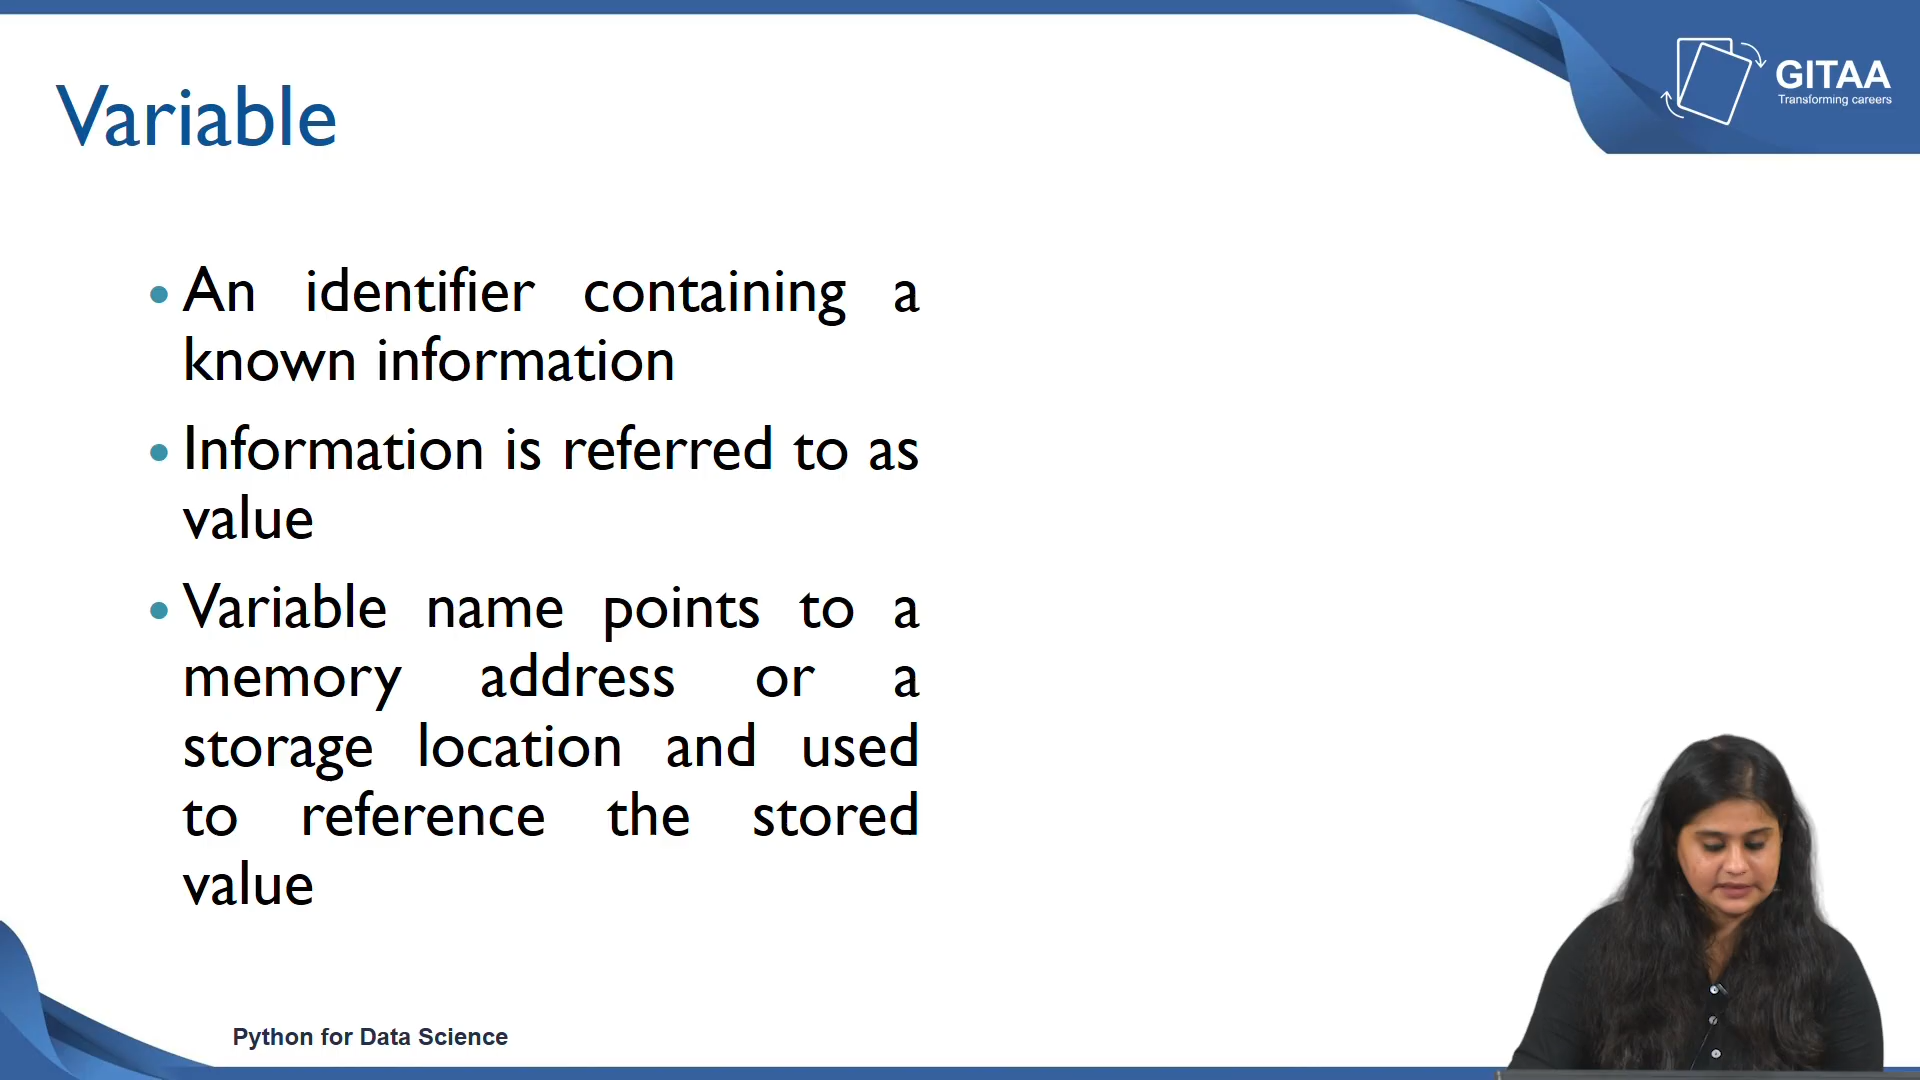 GITAA
Transforming careers
Variable
• An identifier containing a
known information
• Information is referred to as
value
• Variable name points to a
memory address or a
storage location and used
to reference the stored
value
Python for Data Science